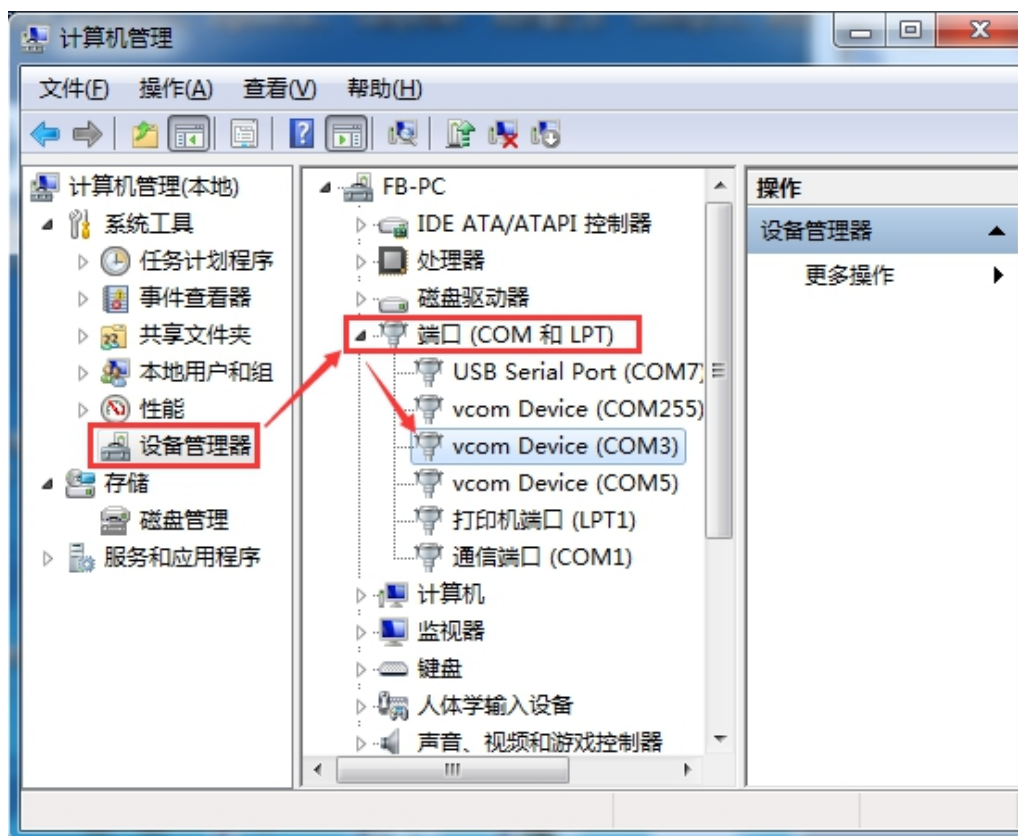 计算机管理
文件(F) 操作(A) 查看(V) 帮助(H)
计算机管理(本地)
系统工具
任务计划程序
事件查看器
共享文件夹
本地用户和组
性能
设备管理器
存储
磁盘管理
服务和应用程序
FB-PC
IDE ATA/ATAPI 控制器
处理器
磁盘驱动器
端口 (COM 和 LPT)
USB Serial Port (COM7)
vcom Device (COM255)
vcom Device (COM3)
vcom Device (COM5)
打印机端口 (LPT1)
通信端口 (COM1)
计算机
监视器
键盘
人体学输入设备
声音、视频和游戏控制器
操作
设备管理器
更多操作